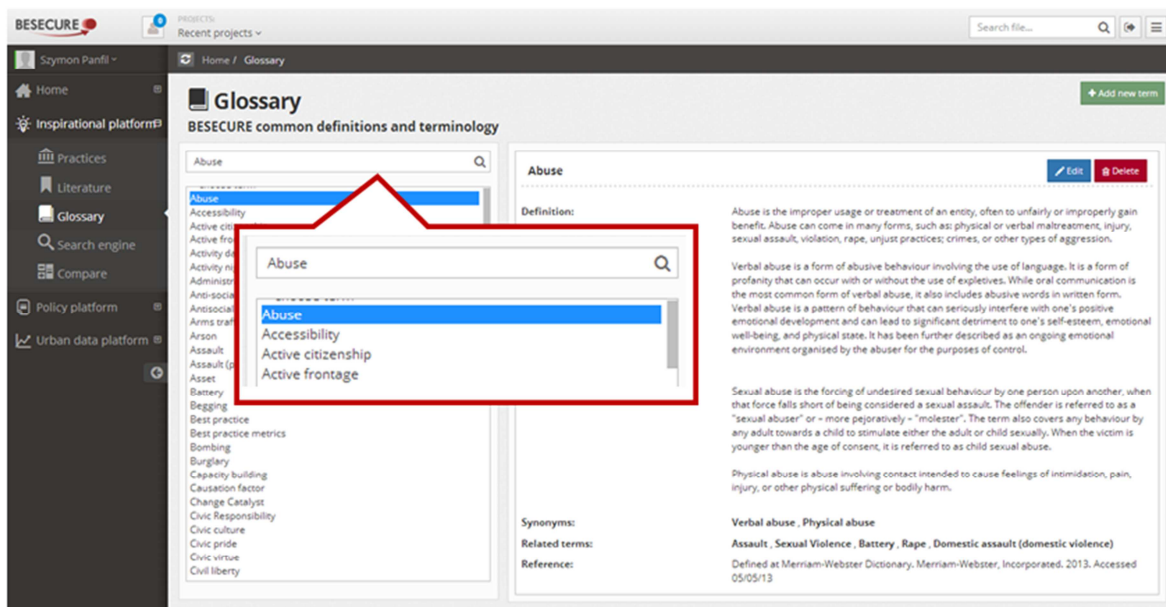 BESECURE
PROJECTS:
Recent projects
Search file...
Szymon Panfil
Home / Glossary
Home
Inspirational platform
Practices
Literature
Glossary
Search engine
Compare
Policy platform
Urban data platform
Glossary
BESECURE common definitions and terminology
+ Add new term
Abuse
Abuse
Accessibility
Active
Active
Activity
Activity
Arson
Assault
Assault
Asset
Battery
Begging
Best practice
Best practice metrics
Bombing
Burglary
Capacity building
Causation factor
Change Catalyst
Civic Responsibility
Civic culture
Civic pride
Civic virtue
Civil liberty
Abuse
Abuse
Accessibility
Active citizenship
Active frontage
Abuse
Edit
Delete
Definition:
Abuse is the improper usage or treatment of an entity, often to unfairly or improperly gain
benefit. Abuse can come in many forms, such as: physical or verbal maltreatment, injury,
sexual assault, violation, rape, unjust practices; crimes, or other types of aggression.
Verbal abuse is a form of abusive behaviour involving the use of language. It is a form of
profanity that can occur with or without the use of expletives. While oral communication is
the most common form of verbal abuse, it also includes abusive words in written form.
Verbal abuse is a pattern of behaviour that can seriously interfere with one's positive
emotional development and can lead to significant detriment to one's self-esteem, emotional
well-being, and physical state. It has been further described as an ongoing emotional
environment organised by the abuser for the purposes of control.
Sexual abuse is the forcing of undesired sexual behaviour by one person upon another, when
that force falls short of being considered a sexual assault. The offender is referred to as a
"sexual abuser" or – more pejoratively – "molester". The term also covers any behaviour by
any adult towards a child to stimulate either the adult or child sexually. When the victim is
younger than the age of consent, it is referred to as child sexual abuse.
Physical abuse is abuse involving contact intended to cause feelings of intimidation, pain,
injury, or other physical suffering or bodily harm.
Synonyms:
Verbal abuse , Physical abuse
Related terms:
Assault , Sexual Violence , Battery , Rape , Domestic assault (domestic violence)
Reference:
Defined at Merriam-Webster Dictionary. Merriam-Webster, Incorporated. 2013. Accessed
05/05/13